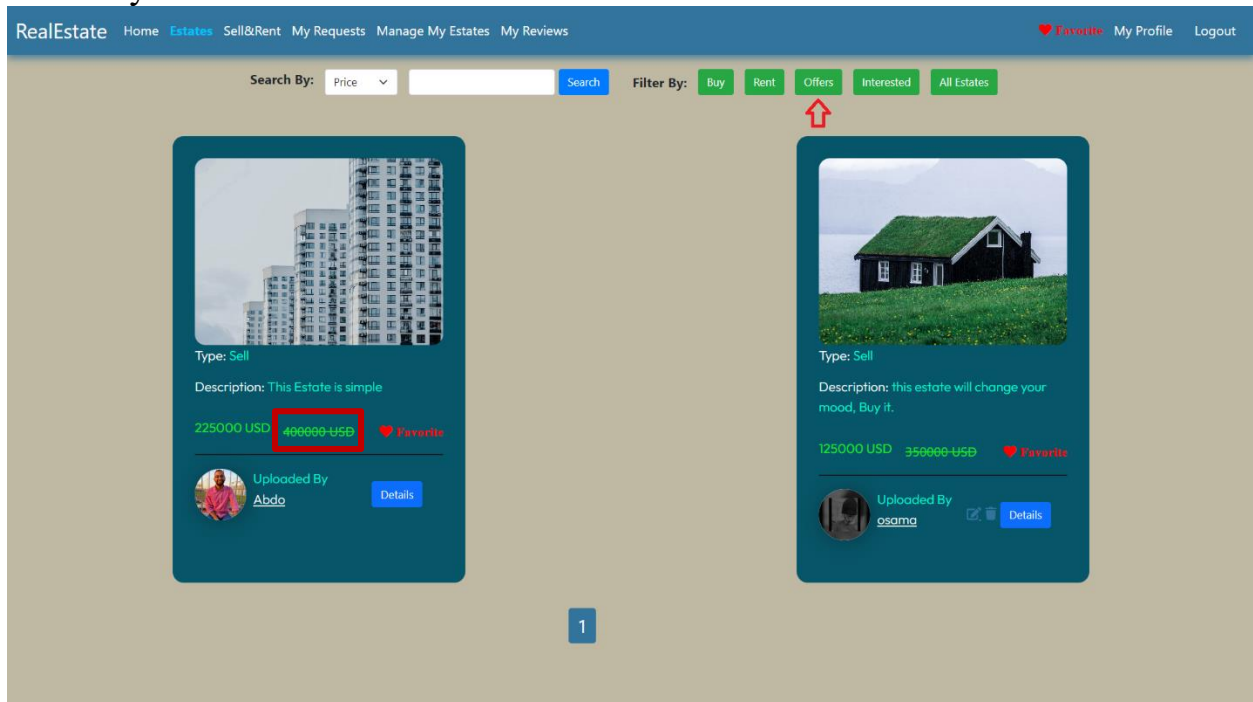 RealEstate Home Estates Sell&Rent My Requests Manage My Estates My Reviews Favorite My Profile Logout
Search By: Price Search Filter By: Buy Rent Offers Interested All Estates
Type: Sell
Description: This Estate is simple
225000 USD 400000 USD Favorite
Uploaded By
Abdo
Details
Type: Sell
Description: this estate will change your
mood, Buy it.
125000 USD 350000 USD Favorite
Uploaded By
osama
Details
1